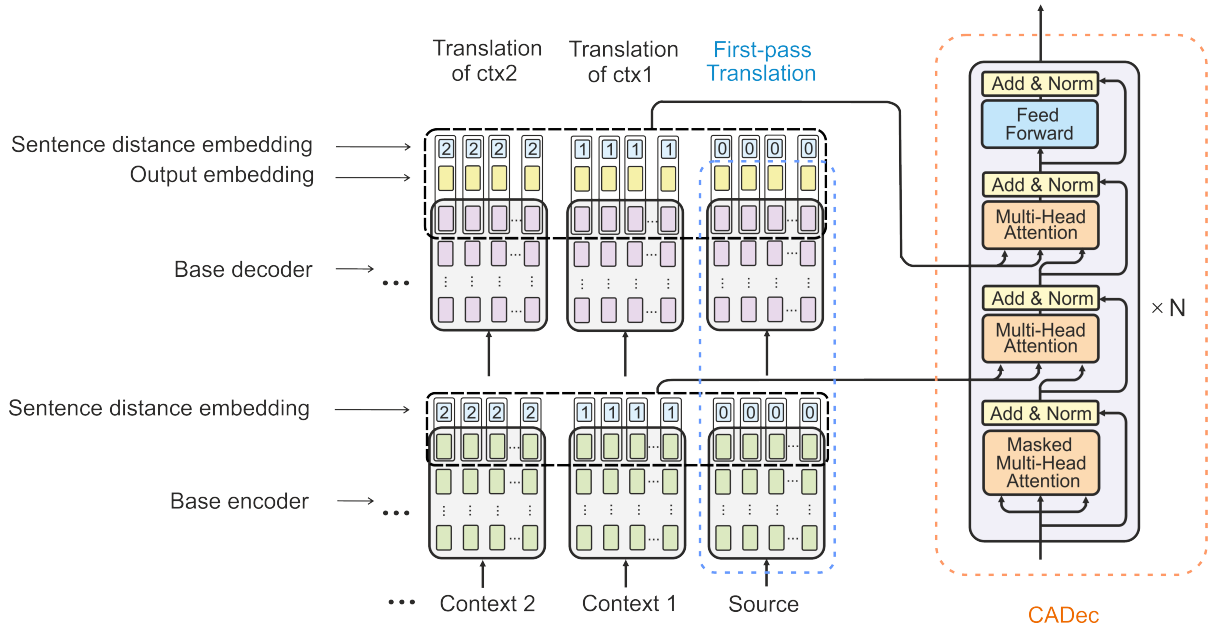 Translation
of ctx2
Translation
of ctx1
First-pass
Translation
Sentence distance embedding
2 2 2 2
1 1 1 1
0 0 0 0
Output embedding
...
...
...
Base decoder
...
...
...
...
Sentence distance embedding
2 2 2 2
1 1 1 1
0 0 0 0
...
...
...
Base encoder
...
...
...
...
... Context 2
Context 1
Source
Add & Norm
Feed
Forward
Add & Norm
Multi-Head
Attention
Add & Norm
Multi-Head
Attention
Add & Norm
Masked
Multi-Head
Attention
× N
CADec